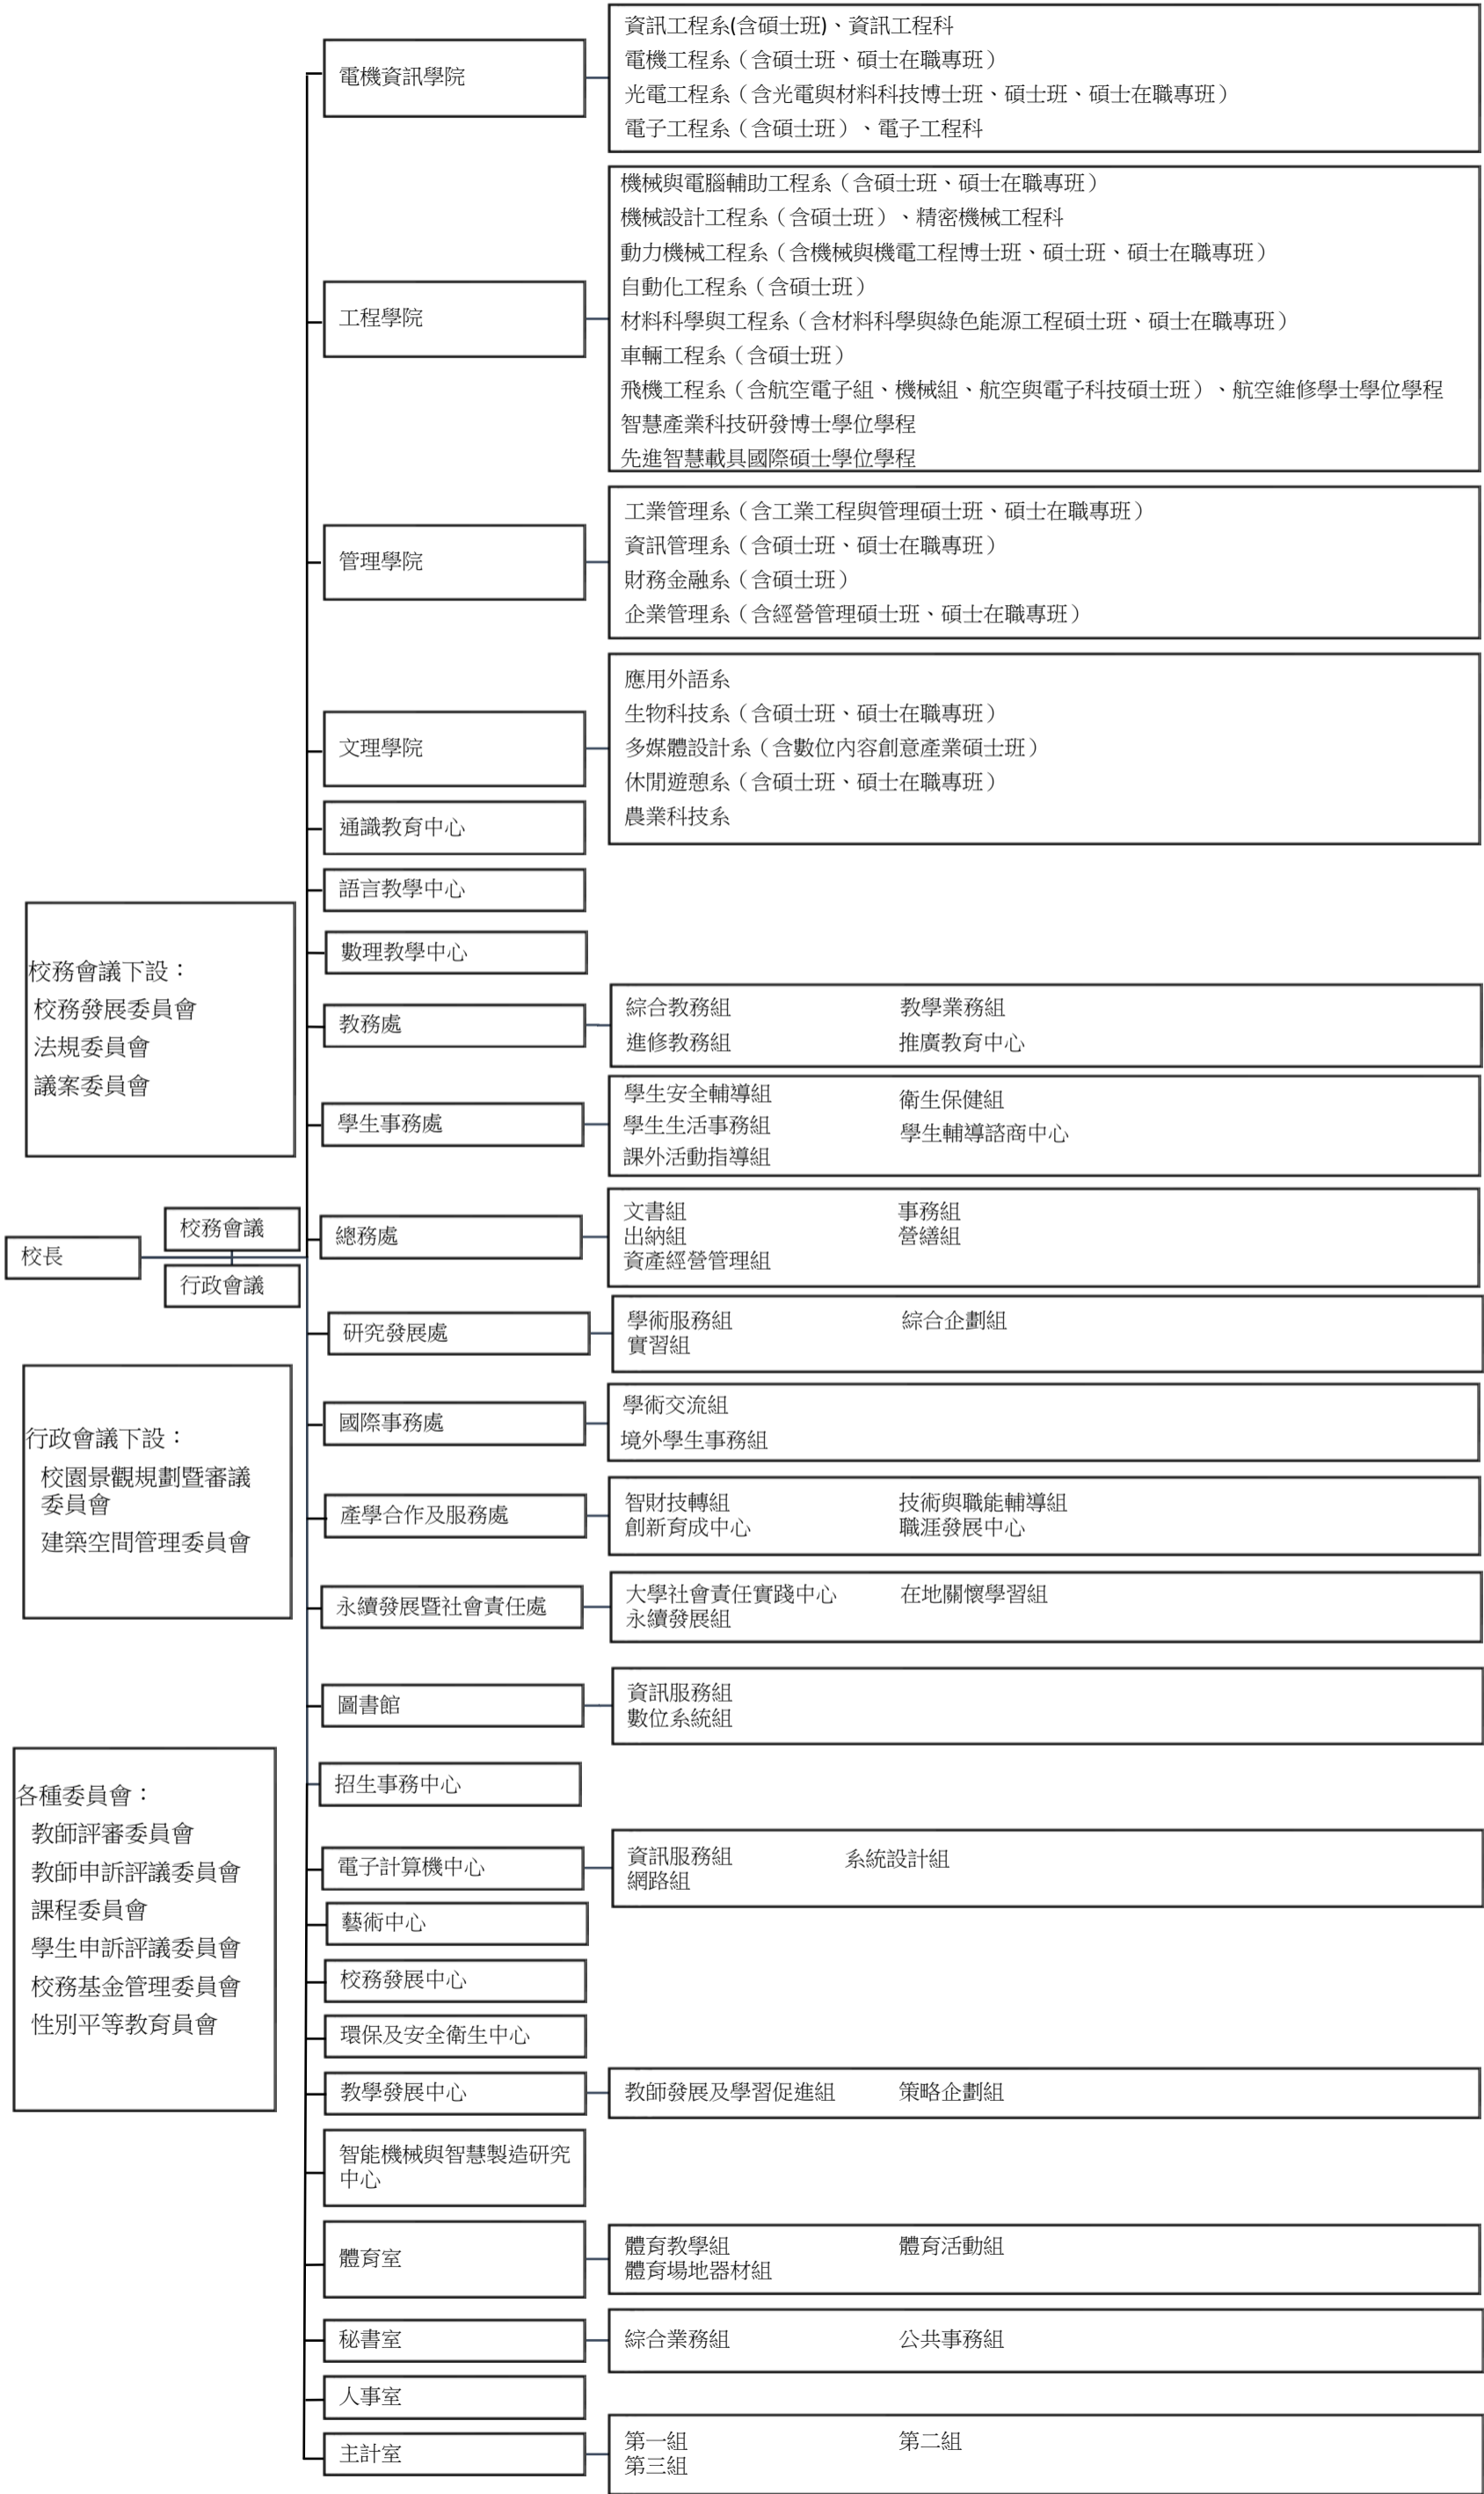 電機資訊學院
資訊工程系(含碩士班)、資訊工程科
電機工程系（含碩士班、碩士在職專班）
光電工程系（含光電與材料科技博士班、碩士班、碩士在職專班）
電子工程系（含碩士班）、電子工程科
工程學院
機械與電腦輔助工程系（含碩士班、碩士在職專班）
機械設計工程系（含碩士班）、精密機械工程科
動力機械工程系（含機械與機電工程博士班、碩士班、碩士在職專班）
自動化工程系（含碩士班）
材料科學與工程系（含材料科學與綠色能源工程碩士班、碩士在職專班）
車輛工程系（含碩士班）
飛機工程系（含航空電子組、機械組、航空與電子科技碩士班）、航空維修學士學位學程
智慧產業科技研發博士學位學程
先進智慧載具國際碩士學位學程
管理學院
工業管理系（含工業工程與管理碩士班、碩士在職專班）
資訊管理系（含碩士班、碩士在職專班）
財務金融系（含碩士班）
企業管理系（含經營管理碩士班、碩士在職專班）
文理學院
應用外語系
生物科技系（含碩士班、碩士在職專班）
多媒體設計系（含數位內容創意產業碩士班）
休閒遊憩系（含碩士班、碩士在職專班）
農業科技系
通識教育中心
語言教學中心
數理教學中心
校務會議下設：
校務發展委員會
法規委員會
議案委員會
教務處
綜合教務組 教學業務組
進修教務組 推廣教育中心
學生事務處
學生安全輔導組 衛生保健組
學生生活事務組 學生輔導諮商中心
課外活動指導組
校長
校務會議
行政會議
總務處
文書組 事務組
出納組 營繕組
資產經營管理組
研究發展處
學術服務組 綜合企劃組
實習組
行政會議下設：
校園景觀規劃暨審議
委員會
建築空間管理委員會
國際事務處
學術交流組
境外學生事務組
產學合作及服務處
智財技轉組 技術與職能輔導組
創新育成中心 職涯發展中心
永續發展暨社會責任處
大學社會責任實踐中心 在地關懷學習組
永續發展組
圖書館
資訊服務組
數位系統組
各種委員會：
教師評審委員會
教師申訴評議委員會
課程委員會
學生申訴評議委員會
校務基金管理委員會
性別平等教育員會
招生事務中心
電子計算機中心
資訊服務組 系統設計組
網路組
藝術中心
校務發展中心
環保及安全衛生中心
教學發展中心
教師發展及學習促進組 策略企劃組
智能機械與智慧製造研究
中心
體育室
體育教學組 體育活動組
體育場地器材組
秘書室
綜合業務組 公共事務組
人事室
主計室
第一組 第二組
第三組